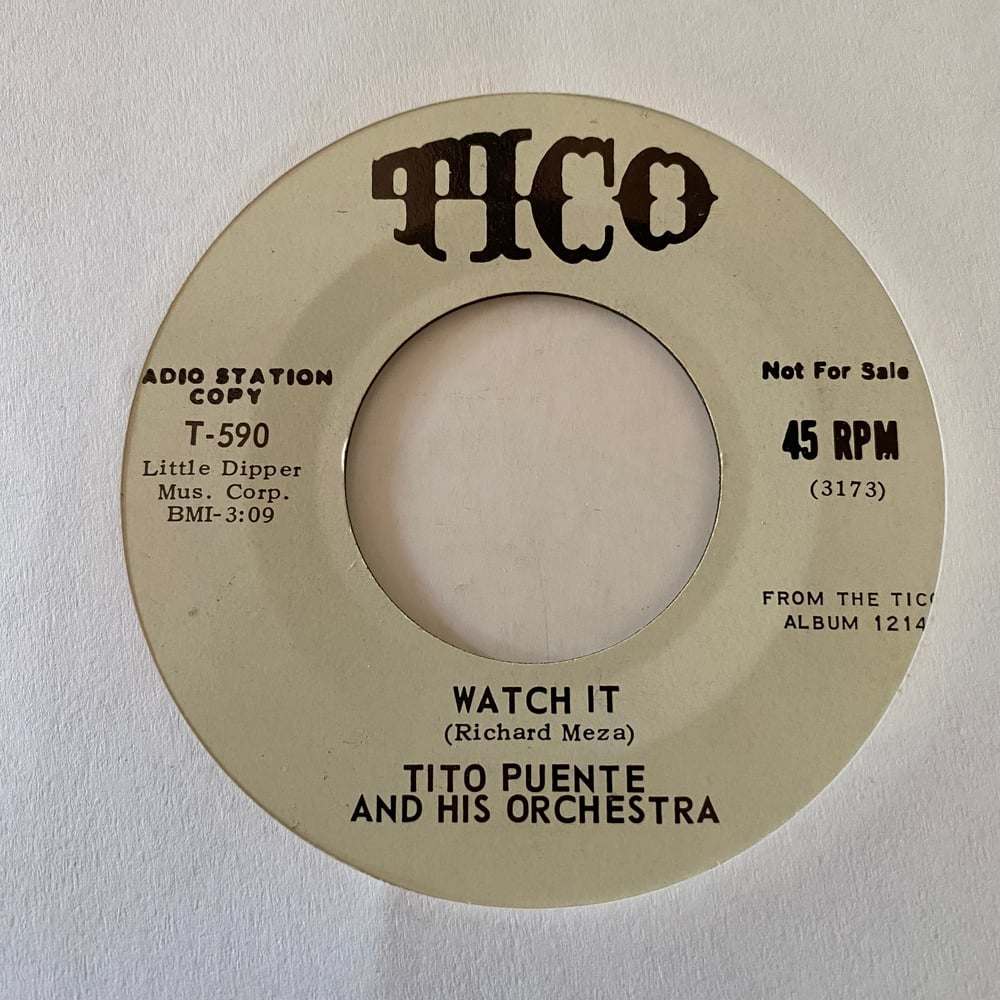 TICO
ADIO STATION
COPY
T-590
Little Dipper
Mus. Corp.
BMI-3:09
Not For Sale
45 RPM
(3173)
FROM THE TICO
ALBUM 1214
WATCH IT
(Richard Meza)
TITO PUENTE
AND HIS ORCHESTRA